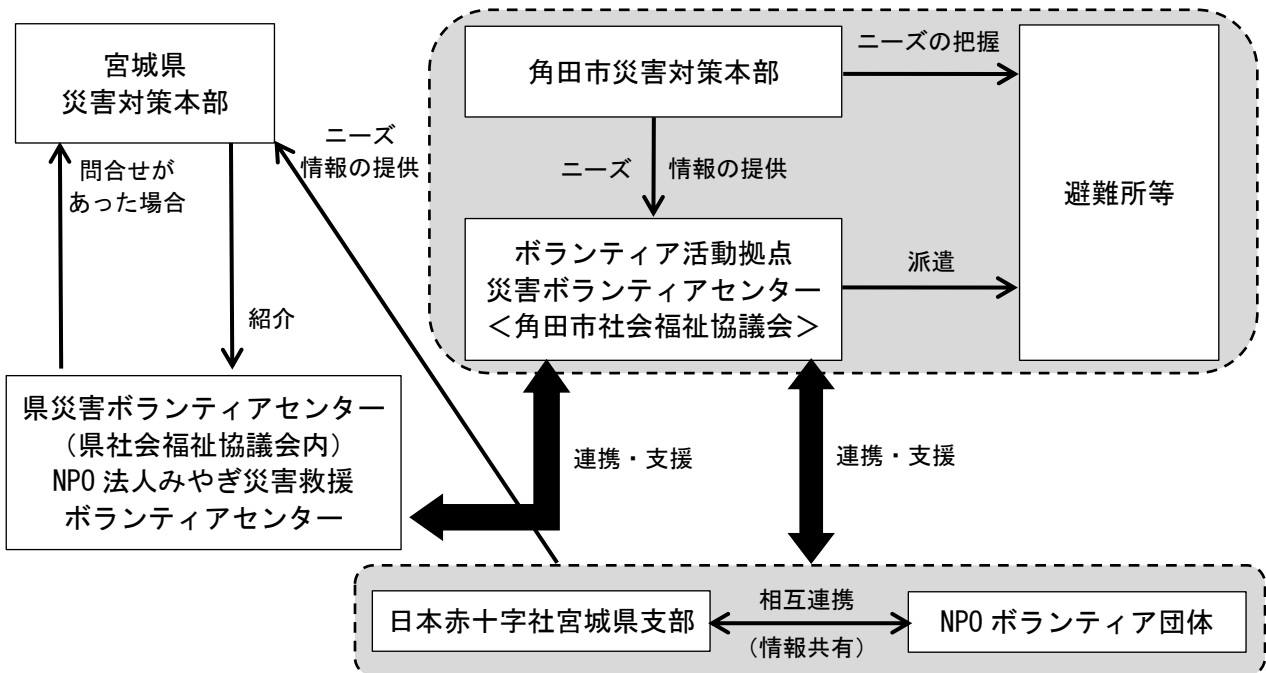 宮城県
災害対策本部
問合せが
あった場合
紹介
ニーズ
情報の提供
角田市災害対策本部
ニーズの把握
ニーズ 情報の提供
避難所等
ボランティア活動拠点
災害ボランティアセンター
＜角田市社会福祉協議会＞
派遣
県災害ボランティアセンター
（県社会福祉協議会内）
NPO 法人みやぎ災害救援
ボランティアセンター
連携・支援
連携・支援
日本赤十字社宮城県支部
相互連携
（情報共有）
NPO ボランティア団体